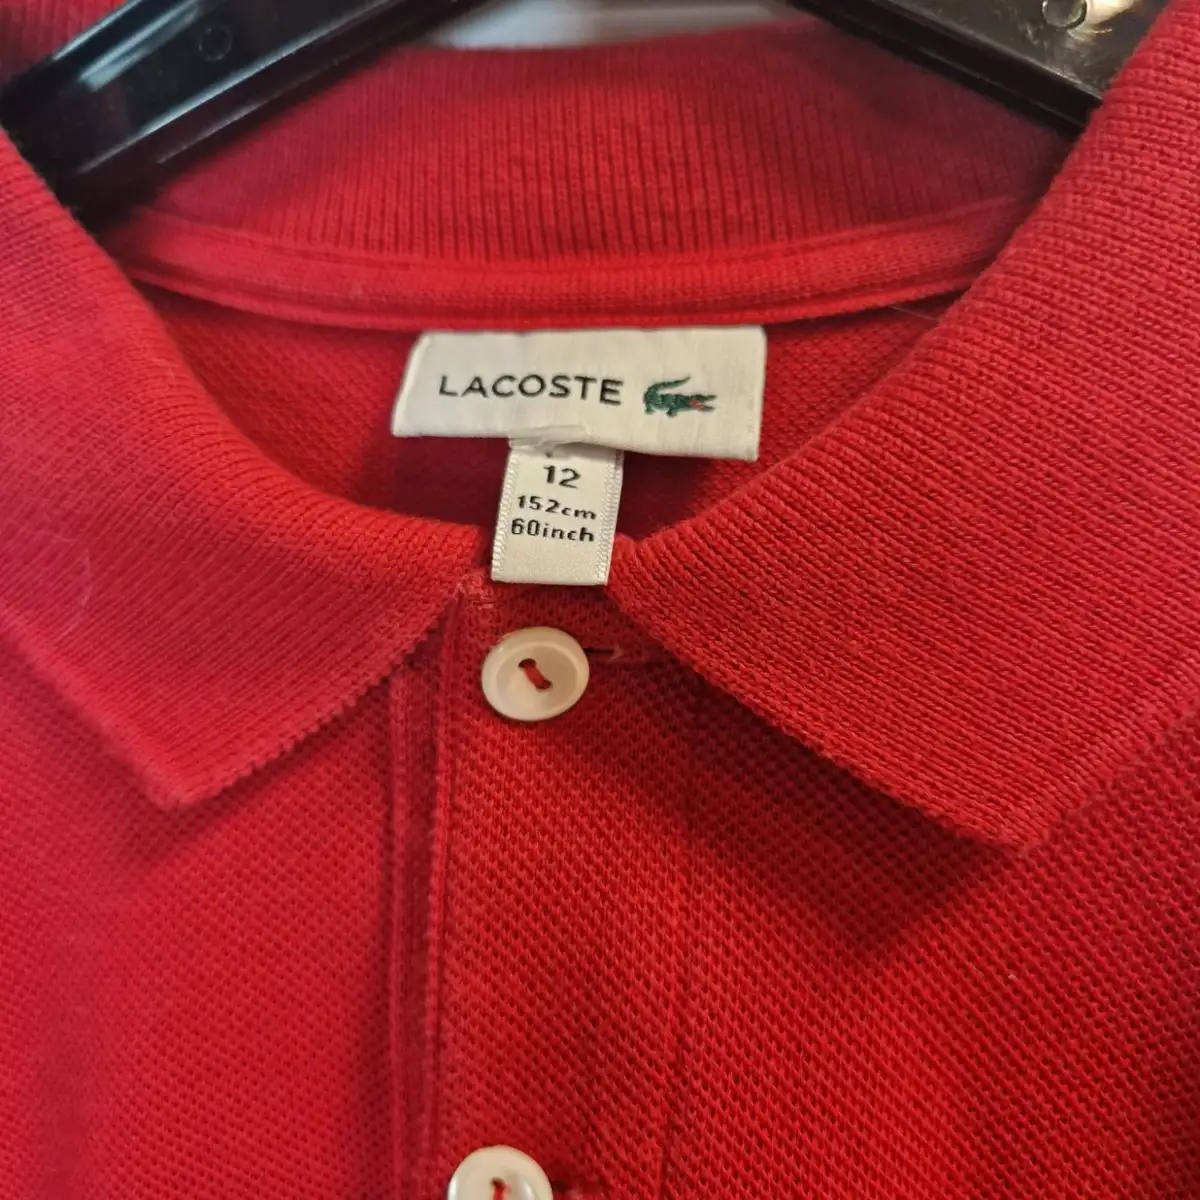 LACOSTE
12
152cm
60inch